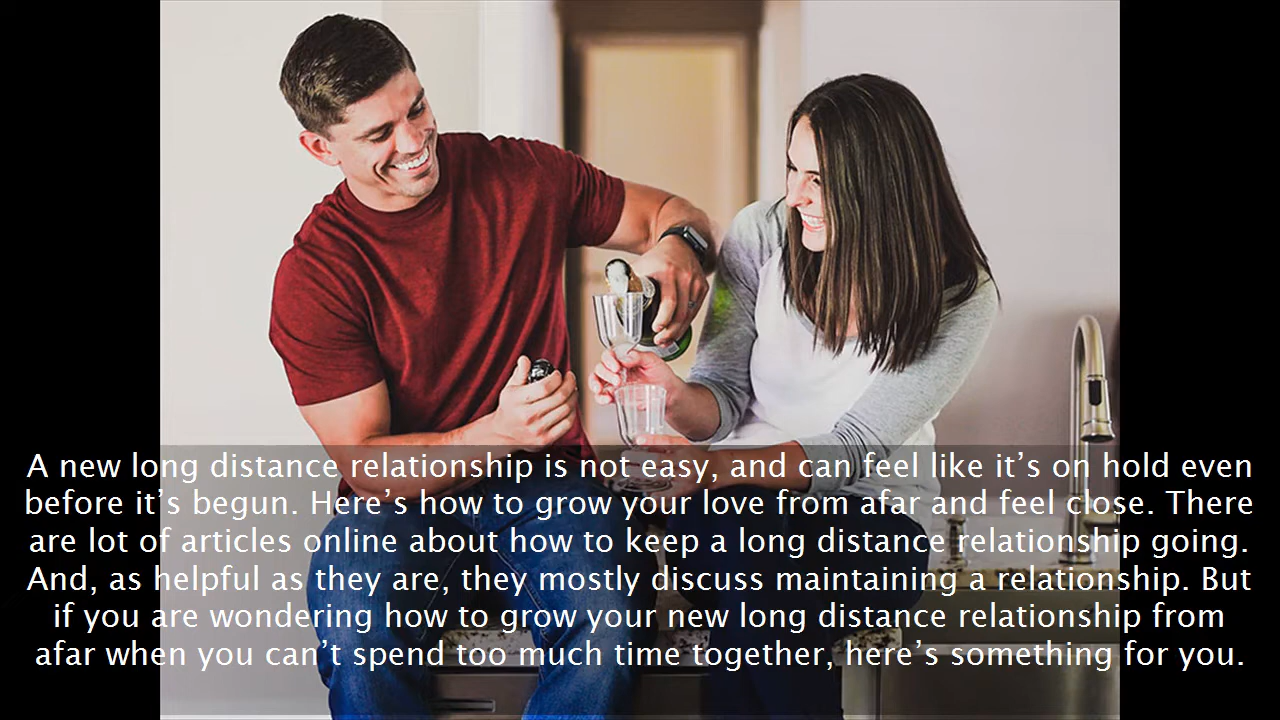 A new long distance relationship is not easy, and can feel like it’s on hold even
before it’s begun. Here’s how to grow your love from afar and feel close. There
are lot of articles online about how to keep a long distance relationship going.
And, as helpful as they are, they mostly discuss maintaining a relationship. But
if you are wondering how to grow your new long distance relationship from
afar when you can’t spend too much time together, here’s something for you.